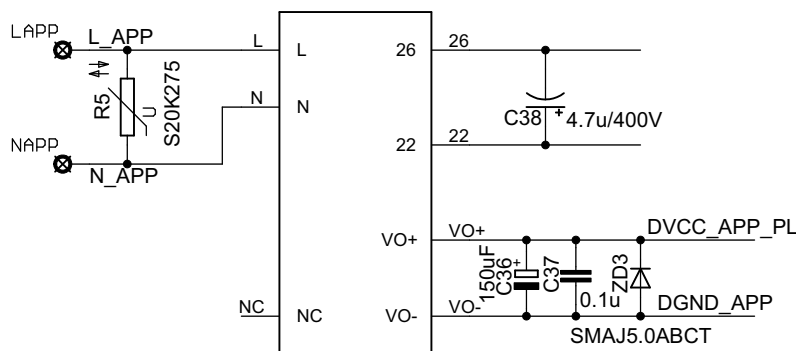 LAPP
L_APP
L
L
26
26
R5
U
S20K275
N
N
C38
+
4.7u/400V
22
22
NAPP
N_APP
VO+
VO+
DVCC_APP_PL
150uF
C36
+
C37
0.1u
ZD3
NC
NC
VO-
VO-
DGND_APP
SMAJ5.0ABCT